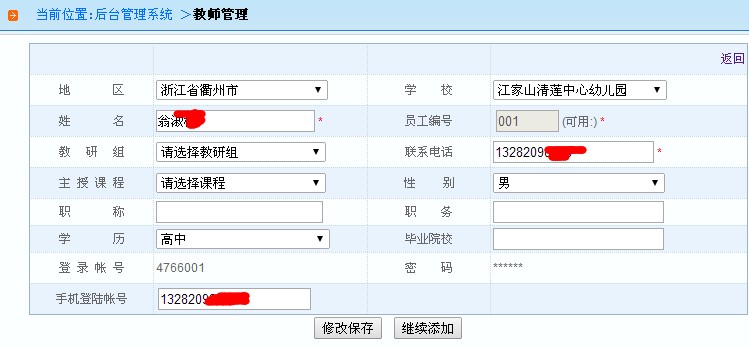 当前位置:后台管理系统 >教师管理
返回
地 区 浙江省衢州市 学 校 江家山清莲中心幼儿园
姓 名 翁淑 * 员工编号 001 (可用:) *
教 研 组 请选择教研组 联系电话 1328209 *
主 授 课 程 请选择课程 性 别 男
职 称 职 务
学 历 高中 毕业院校
登 录 帐 号 4766001 密 码 ******
手机登陆帐号 1328209
修改保存 继续添加